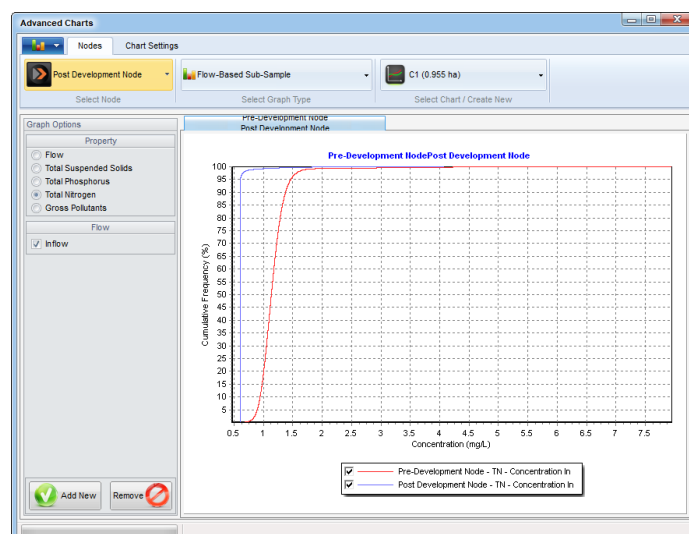 Advanced Charts
Nodes Chart Settings
Post Development Node Flow-Based Sub-Sample C1 (0.955 ha)
Select Node Select Graph Type Select Chart / Create New
Graph Options
Property
Flow
Total Suspended Solids
Total Phosphorus
Total Nitrogen
Gross Pollutants
Flow
Inflow
Add New Remove
Pre-Development Node
Post Development Node
Pre-Development NodePost Development Node
Cumulative Frequency (%)
100
95
90
85
80
75
70
65
60
55
50
45
40
35
30
25
20
15
10
5
0.5 1 1.5 2 2.5 3 3.5 4 4.5 5 5.5 6 6.5 7 7.5
Concentration (mg/L)
Pre-Development Node - TN - Concentration In
Post Development Node - TN - Concentration In